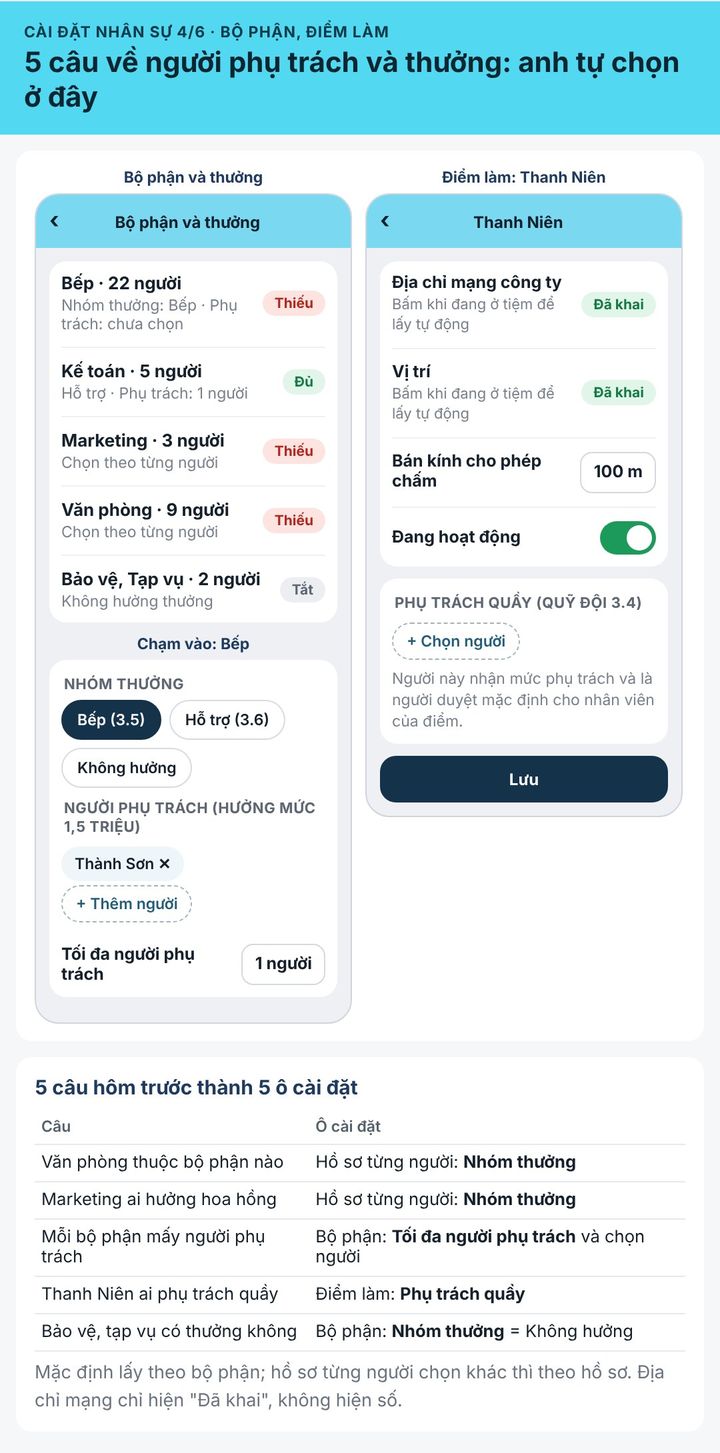 CÀI ĐẶT NHÂN SỰ 4/6 · BỘ PHẬN, ĐIỂM LÀM
5 câu về người phụ trách và thưởng: anh tự chọn
ở đây
Bộ phận và thưởng
‹
Bộ phận và thưởng
Bếp · 22 người
Nhóm thưởng: Bếp · Phụ
trách: chưa chọn
Thiếu
Kế toán · 5 người
Hỗ trợ · Phụ trách: 1 người
Đủ
Marketing · 3 người
Chọn theo từng người
Thiếu
Văn phòng · 9 người
Chọn theo từng người
Thiếu
Bảo vệ, Tạp vụ · 2 người
Không hưởng thưởng
Tắt
Chạm vào: Bếp
NHÓM THƯỞNG
Bếp (3.5)
Hỗ trợ (3.6)
Không hưởng
NGƯỜI PHỤ TRÁCH (HƯỞNG MỨC
1,5 TRIỆU)
Thành Sơn ✕
+ Thêm người
Tối đa người phụ
trách
1 người
Điểm làm: Thanh Niên
‹
Thanh Niên
Địa chỉ mạng công ty
Bấm khi đang ở tiệm để
lấy tự động
Đã khai
Vị trí
Bấm khi đang ở tiệm để
lấy tự động
Đã khai
Bán kính cho phép
chấm
100 m
Đang hoạt động
PHỤ TRÁCH QUẦY (QUỸ ĐỘI 3.4)
+ Chọn người
Người này nhận mức phụ trách và là
người duyệt mặc định cho nhân viên
của điểm.
Lưu
5 câu hôm trước thành 5 ô cài đặt
Câu
Ô cài đặt
Văn phòng thuộc bộ phận nào
Hồ sơ từng người: Nhóm thưởng
Marketing ai hưởng hoa hồng
Hồ sơ từng người: Nhóm thưởng
Mỗi bộ phận mấy người phụ
trách
Bộ phận: Tối đa người phụ trách và chọn
người
Thanh Niên ai phụ trách quầy
Điểm làm: Phụ trách quầy
Bảo vệ, tạp vụ có thưởng không
Bộ phận: Nhóm thưởng = Không hưởng
Mặc định lấy theo bộ phận; hồ sơ từng người chọn khác thì theo hồ sơ. Địa
chỉ mạng chỉ hiện "Đã khai", không hiện số.